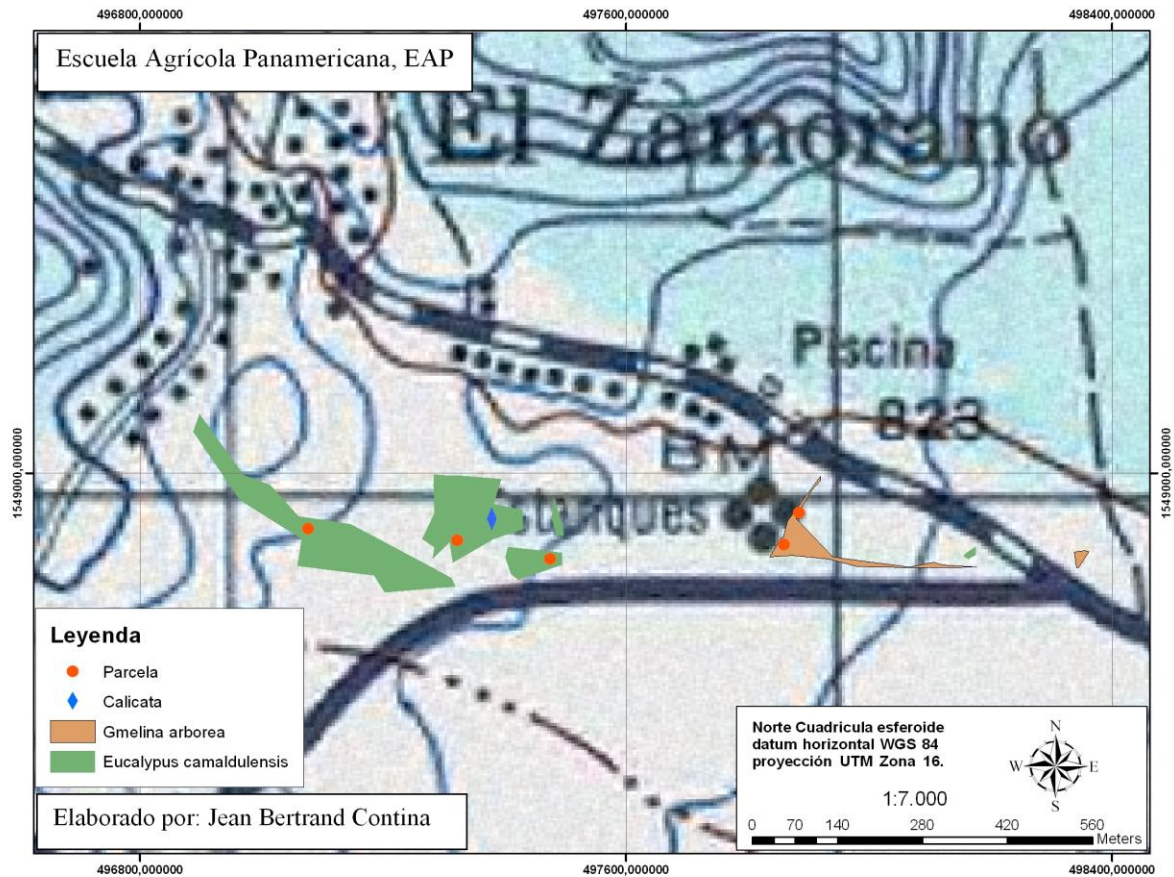 496800,000000
497600,000000
498400,000000
Escuela Agrícola Panamericana, EAP
El Zamorano
Piscina
823
BM
1549000,000000
1549000,000000
Estanques
Leyenda
Parcela
Calicata
Gmelina arborea
Eucalypus camaldulensis
Elaborado por: Jean Bertrand Contina
Norte Cuadricula esferoide
datum horizontal WGS 84
proyección UTM Zona 16.
N
W
E
S
1:7.000
0 70 140 280 420 560
Meters
496800,000000
497600,000000
498400,000000